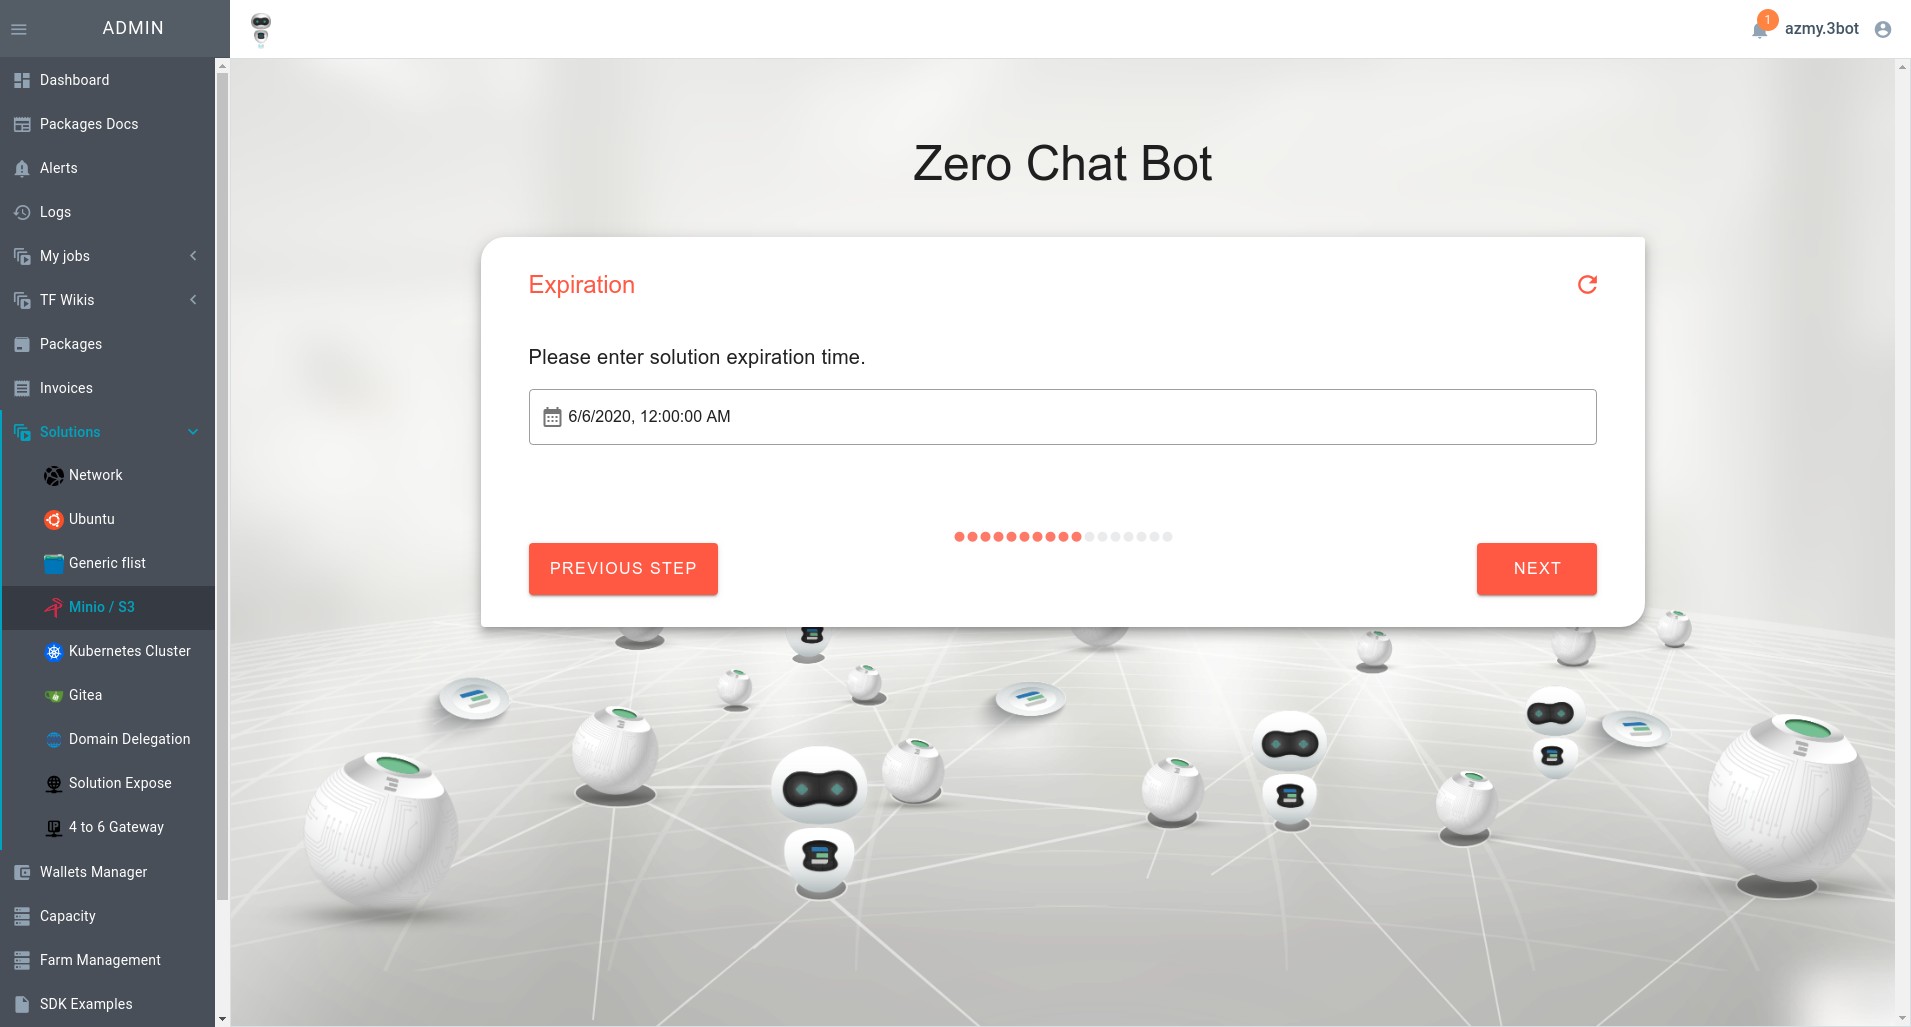 ADMIN
1
azmy.3bot
Dashboard
Packages Docs
Alerts
Logs
My jobs
TF Wikis
Packages
Invoices
Solutions
Network
Ubuntu
Generic flist
Minio / S3
Kubernetes Cluster
Gitea
Domain Delegation
Solution Expose
4 to 6 Gateway
Wallets Manager
Capacity
Farm Management
SDK Examples
Zero Chat Bot
Expiration
Please enter solution expiration time.
6/6/2020, 12:00:00 AM
PREVIOUS STEP
NEXT